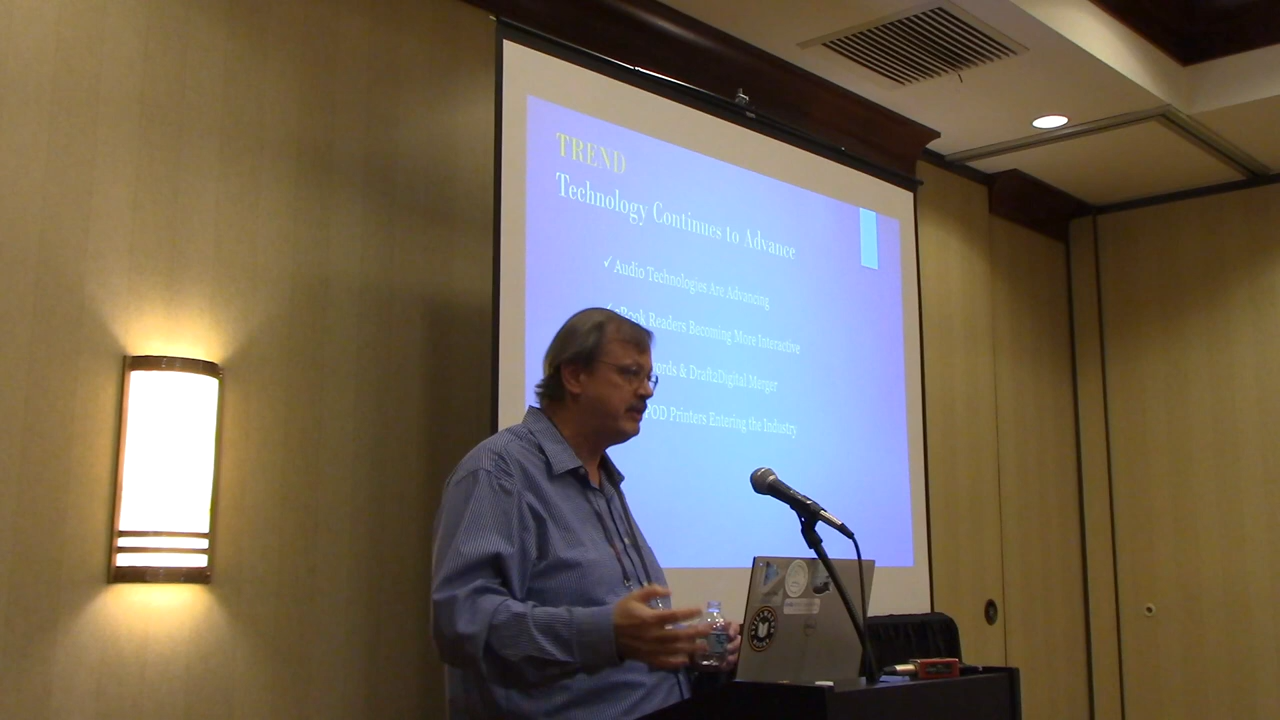 TREND
Technology Continues to Advance
✓ Audio Technologies Are Advancing
Book Readers Becoming More Interactive
ords & Draft2Digital Merger
POD Printers Entering the Industry